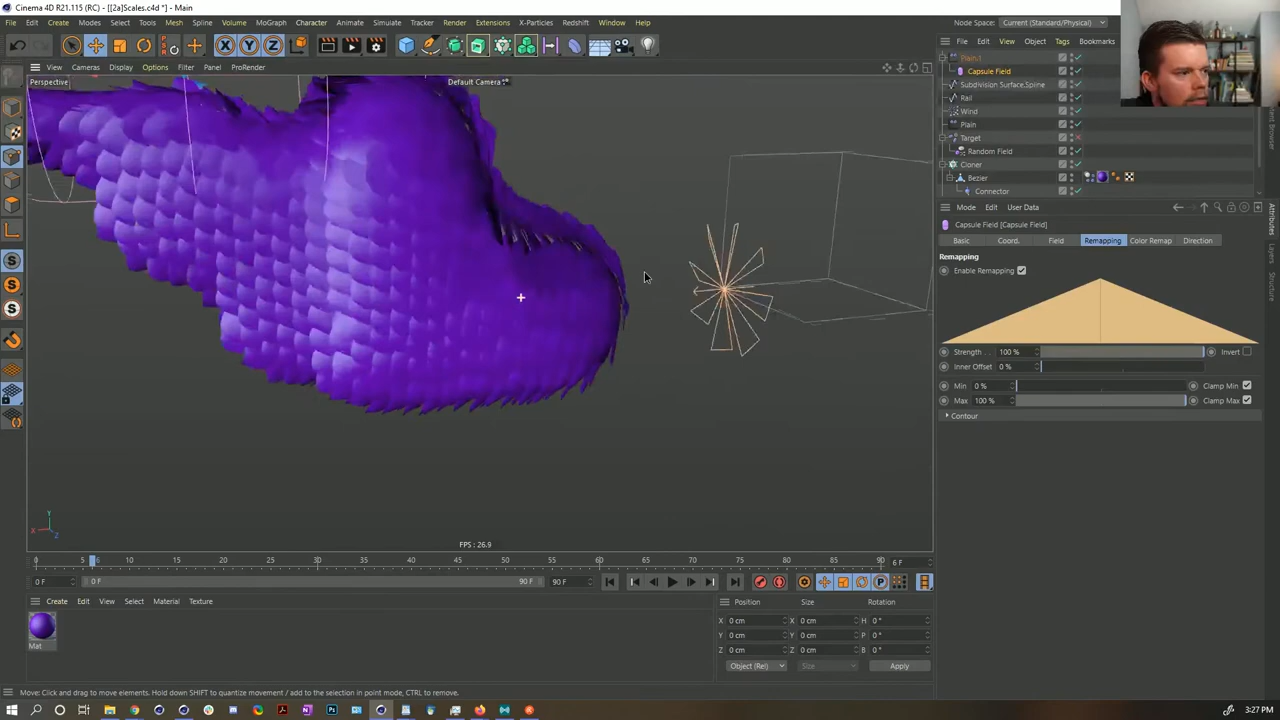 Cinema 4D R21.115 (RC) - [[2a]Scales.c4d *] - Main
Node Space: Current (Standard/Physical)
File Edit Create Modes Select Tools Mesh Spline Volume MoGraph Character Animate Simulate Tracker Render Extensions X-Particles Redshift Window Help
File Edit View Object Tags Bookmarks
View Cameras Display Options Filter Panel ProRender
Perspective
Default Camera
Plain.1
Capsule Field
Subdivision Surface.Spline
Rail
Wind
Plain
Target
Random Field
Cloner
Bezier
Connector
Mode Edit User Data
Capsule Field [Capsule Field]
Basic Coord. Field Remapping Color Remap Direction
Remapping
Enable Remapping
Strength . . 100 % Invert
Inner Offset 0 %
Min 0 % Clamp Min
Max 100 % Clamp Max
Contour
Attributes
Layers
FPS : 26.9
Y
X
Z
0 5 6 10 15 20 25 30 35 40 45 50 55 60 65 70 75 80 85 90 6 F
0 F 0 F 90 F 90 F
Create Edit View Select Material Texture
Mat
Position Size Rotation
X 0 cm X 0 cm H 0 °
Y 0 cm Y 0 cm P 0 °
Z 0 cm Z 0 cm B 0 °
Object (Rel) Size Apply
Move: Click and drag to move elements. Hold down SHIFT to quantize movement / add to the selection in point mode, CTRL to remove.
3:27 PM